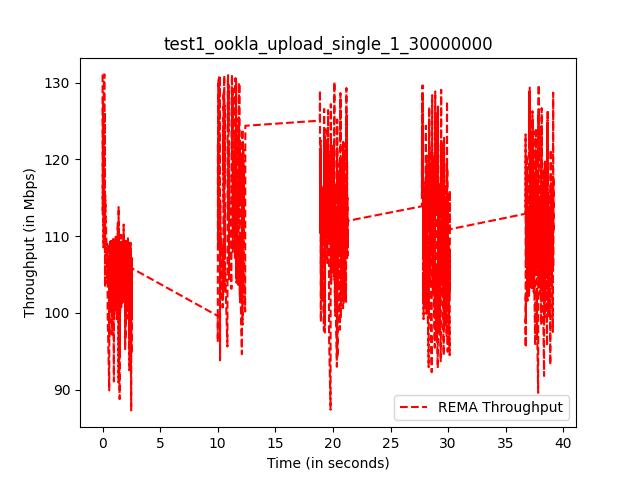 test1_ookla_upload_single_1_30000000
130
120
110
100
90
Throughput (in Mbps)
REMA Throughput
0 5 10 15 20 25 30 35 40
Time (in seconds)